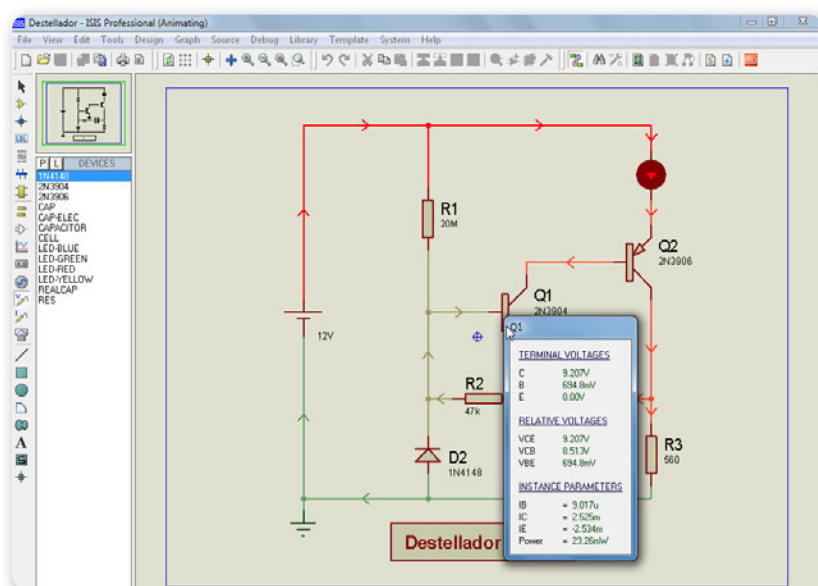 Destellador - ISIS Professional (Animating)
File View Edit Tools Design Graph Source Debug Library Template System Help
P L DEVICES
1N4148
2N3904
2N3906
CAP
CAP-ELEC
CAPACITOR
CELL
LED-BLUE
LED-GREEN
LED-RED
LED-YELLOW
REALCAP
RES
LBL
A
R1
20M
Q2
2N3906
Q1
2N3904
12V
R2
47k
D2
1N4148
R3
560
Destellador
Q1
TERMINAL VOLTAGES
C 9.207V
B 694.8mV
E 0.00V
RELATIVE VOLTAGES
VCE 9.207V
VCB 8.513V
VBE 694.8mV
INSTANCE PARAMETERS
IB = 9.017u
IC = 2.525m
IE = -2.534m
Power = 23.26mW